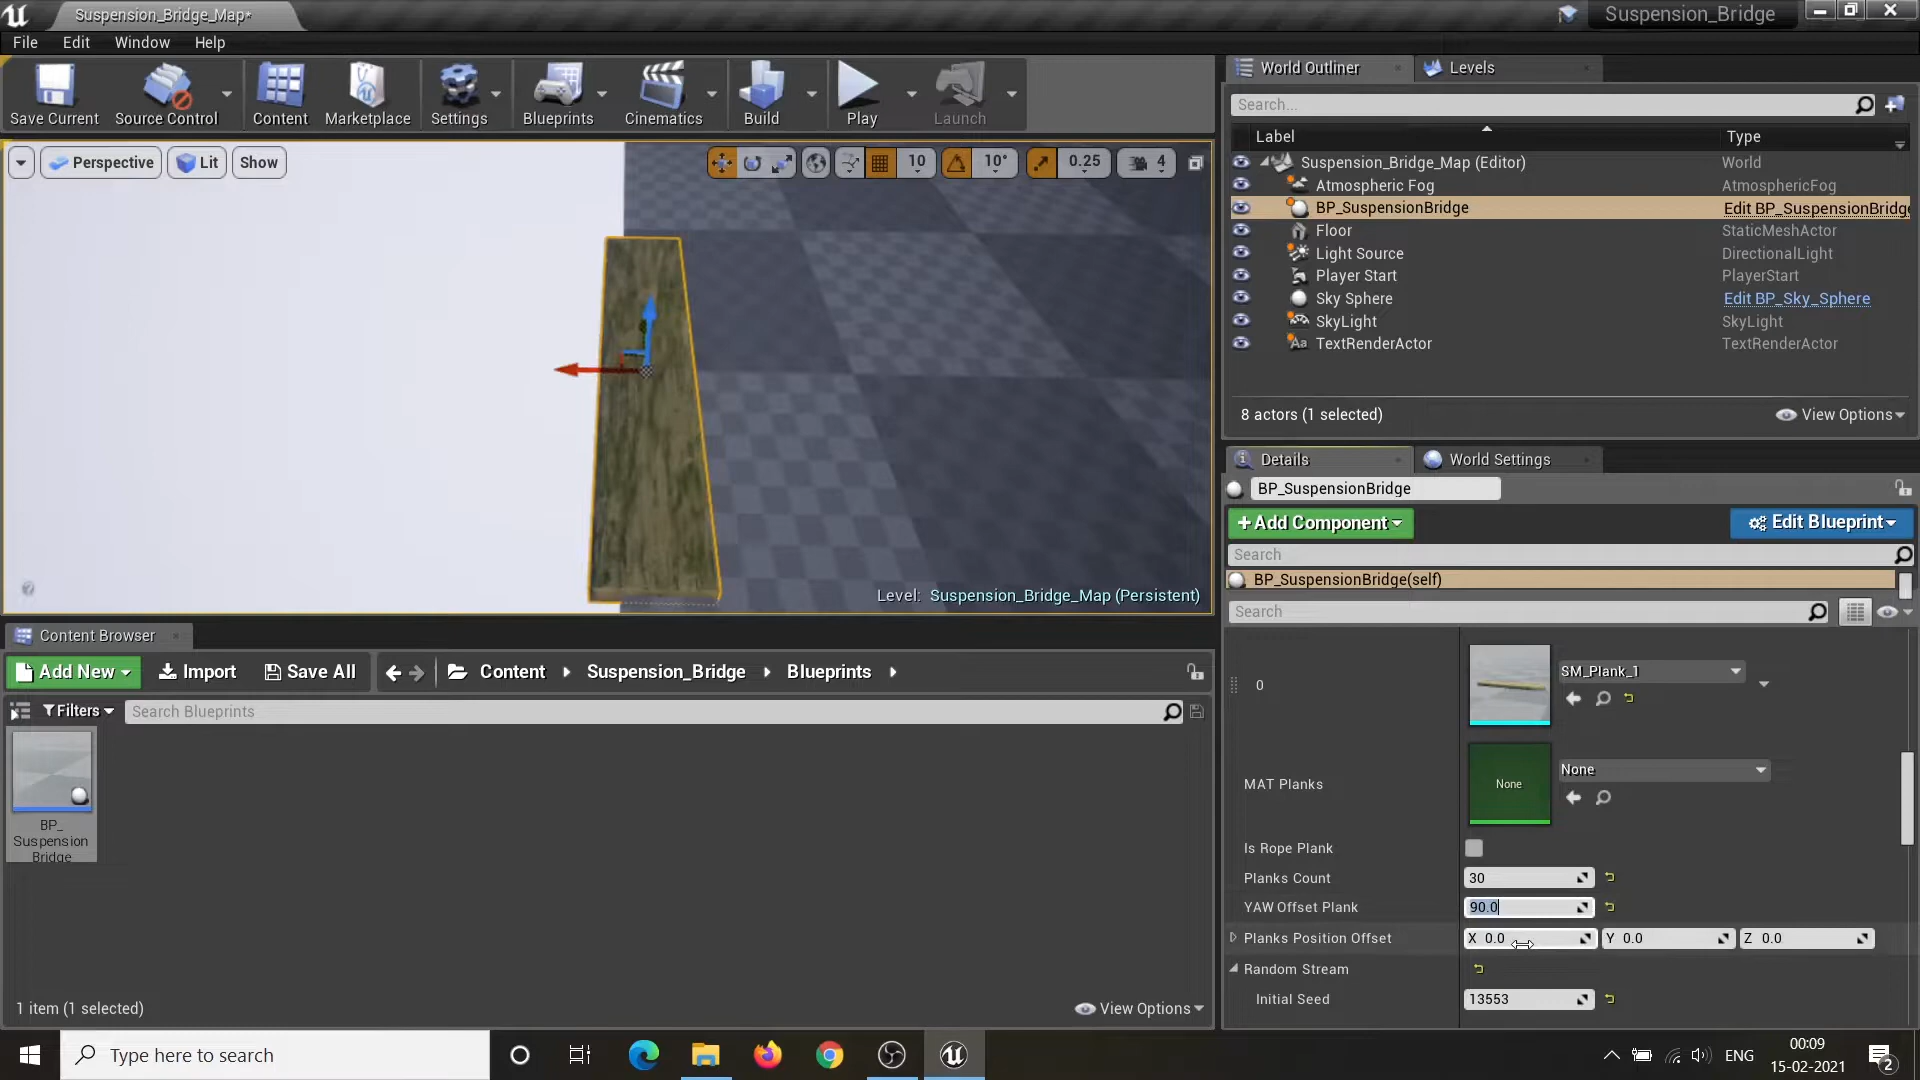 Suspension_Bridge_Map*
Suspension_Bridge
File Edit Window Help
Save Current
Source Control
Content
Marketplace
Settings
Blueprints
Cinematics
Build
Play
Launch
Perspective
Lit
Show
10
10°
0.25
4
Level: Suspension_Bridge_Map (Persistent)
World Outliner
Levels
Search...
Label
Type
Suspension_Bridge_Map (Editor) World
Atmospheric Fog AtmosphericFog
BP_SuspensionBridge Edit BP_SuspensionBridge
Floor StaticMeshActor
Light Source DirectionalLight
Player Start PlayerStart
Sky Sphere Edit BP_Sky_Sphere
SkyLight SkyLight
TextRenderActor TextRenderActor
8 actors (1 selected)
View Options
Details
World Settings
BP_SuspensionBridge
+Add Component
Edit Blueprint
Search
BP_SuspensionBridge(self)
Search
0
SM_Plank_1
MAT Planks
None
None
Is Rope Plank
Planks Count 30
YAW Offset Plank 90.0
Planks Position Offset X 0.0 Y 0.0 Z 0.0
Random Stream
Initial Seed 13553
Content Browser
Add New
Import
Save All
Content
Suspension_Bridge
Blueprints
Filters
Search Blueprints
BP_
Suspension
Bridge
1 item (1 selected)
View Options
Type here to search
ENG
00:09
15-02-2021
2